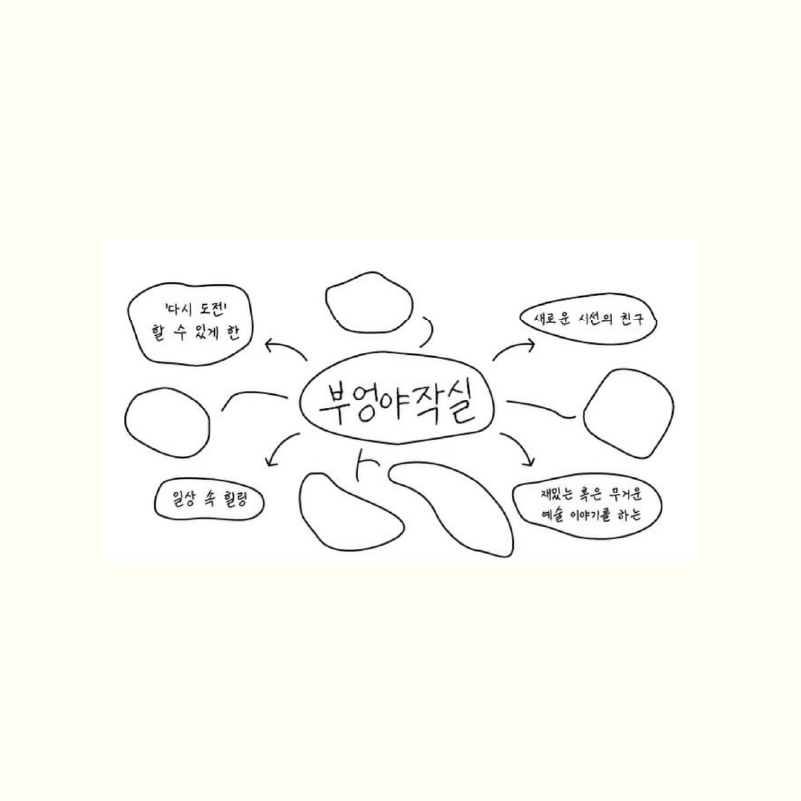 '다시 도전'
할 수 있게 한
새로운 시선의 친구
부엉야작실
일상 속 힐링
재밌는 혹은 무거운
예술 이야기를 하는